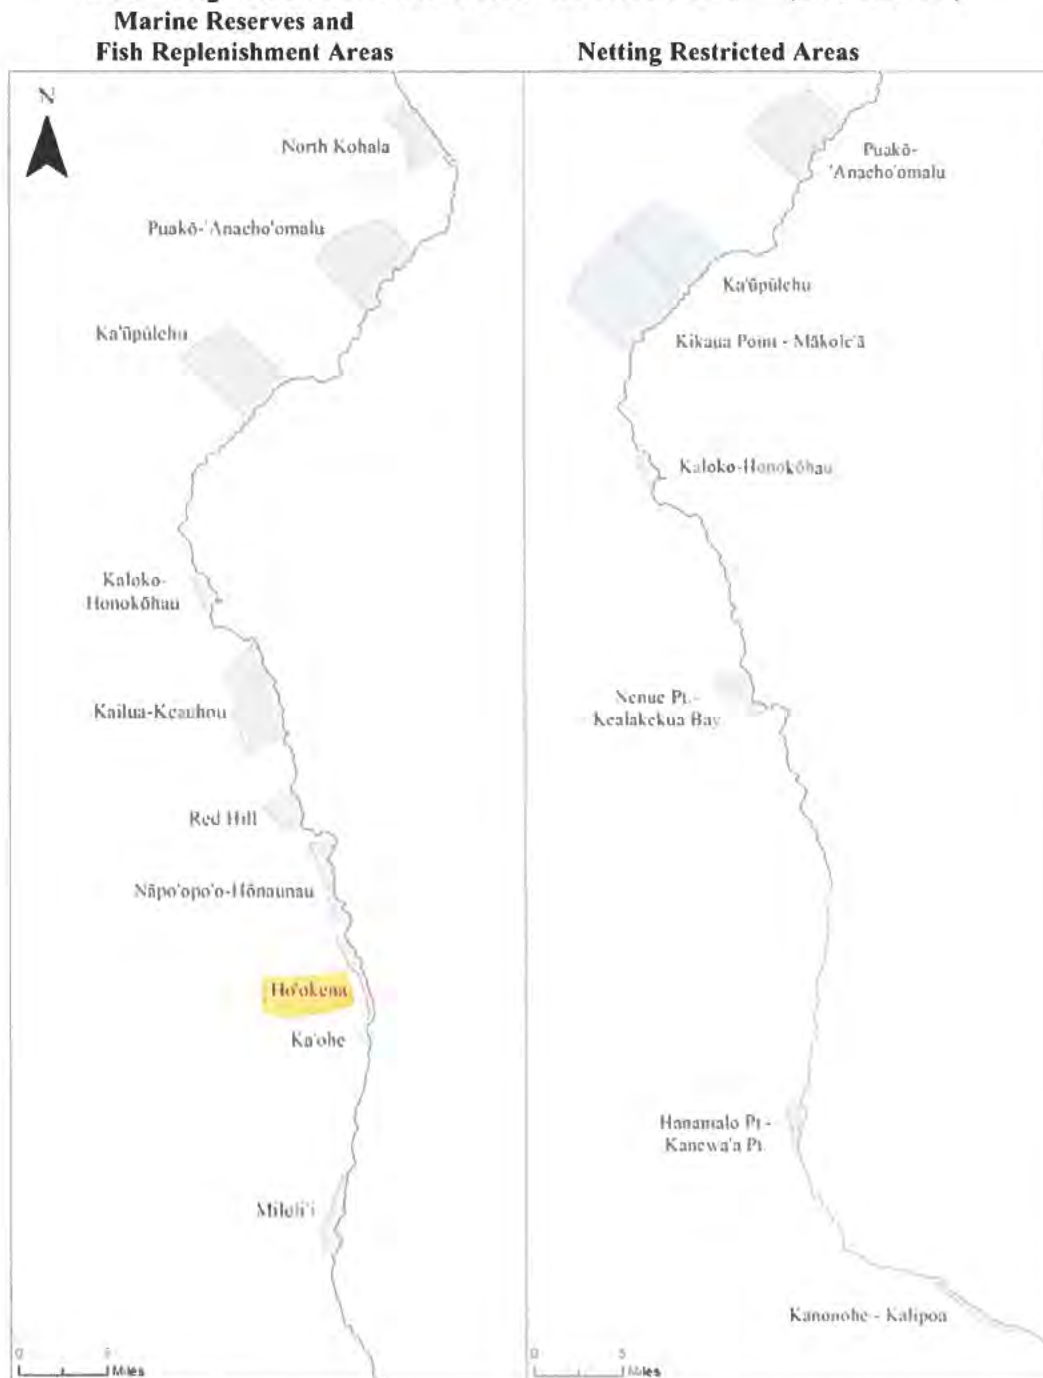 Marine Reserves and
Fish Replenishment Areas
N
North Kohala
Puakō-'Anaeho'omalu
Ka'ūpūlehu
Kaloko-
Honokōhau
Kailua-Keauhou
Red Hill
Nāpo'opo'o-Hōnaunau
Ho'okena
Ka'ohe
Miloli'i
0
5
Miles
Netting Restricted Areas
Puakō-
'Anaeho'omalu
Ka'ūpūlehu
Kikaua Point - Mākole'ā
Kaloko-Honokōhau
Nenue Pt.-
Kealakekua Bay
Hanamalo Pt -
Kanewa'a Pt.
Kanonohe - Kalipoa
0
5
Miles